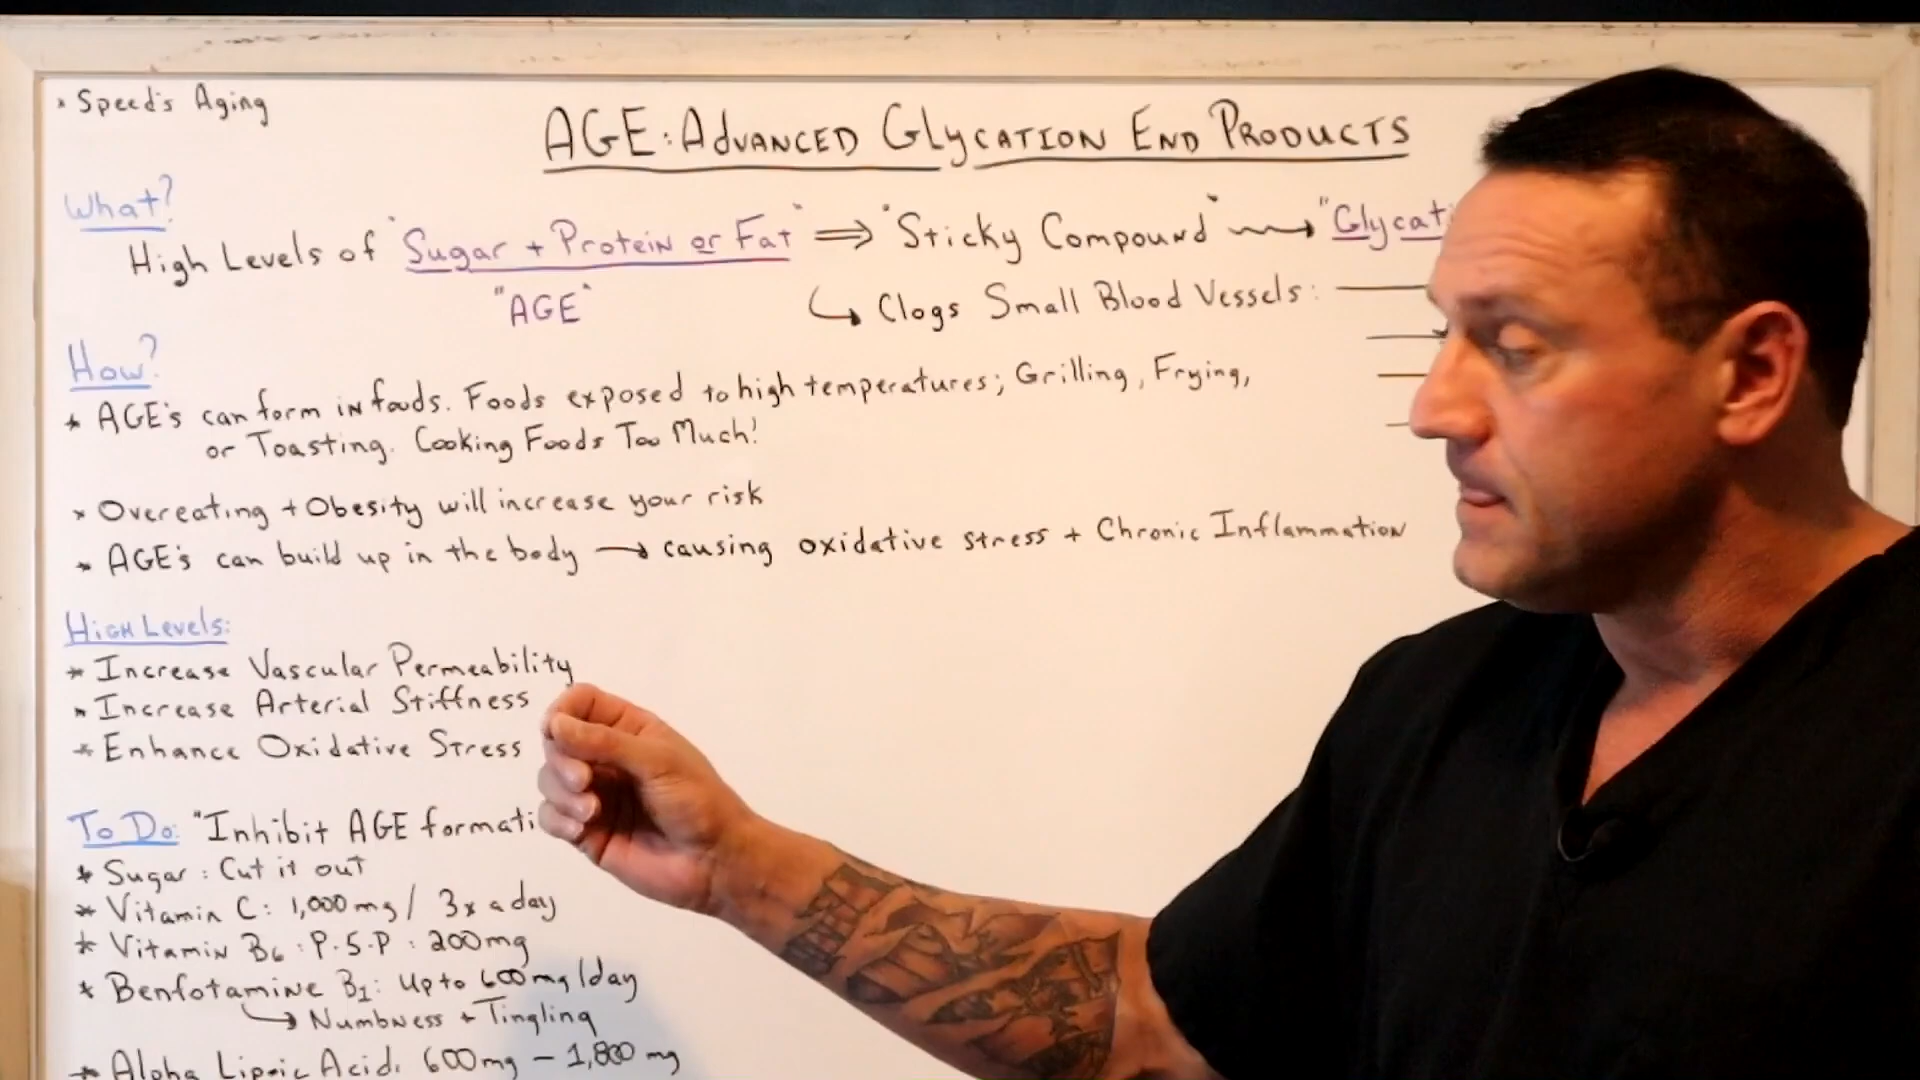 * Speed's Aging
AGE: Advanced Glycation End Products
What?
High Levels of "Sugar + Protein or Fat" ⇒ "Sticky Compound" → "Glycati
"AGE"
↳ Clogs Small Blood Vessels:
How?
* AGE's can form in foods. Foods exposed to high temperatures; Grilling, Frying,
or Toasting. Cooking Foods Too Much!
* Overeating + Obesity will increase your risk
* AGE's can build up in the body → causing oxidative stress + Chronic Inflammation
High Levels:
* Increase Vascular Permeability
* Increase Arterial Stiffness
* Enhance Oxidative Stress
To Do: "Inhibit AGE formati
* Sugar: Cut it out
* Vitamin C: 1,000mg / 3x a day
* Vitamin B6: P.5.P: 200mg
* Benfotamine B1: Up to 600mg/day
↳ Numbness + Tingling
* Alpha Lipoic Acid: 600mg - 1,800 mg